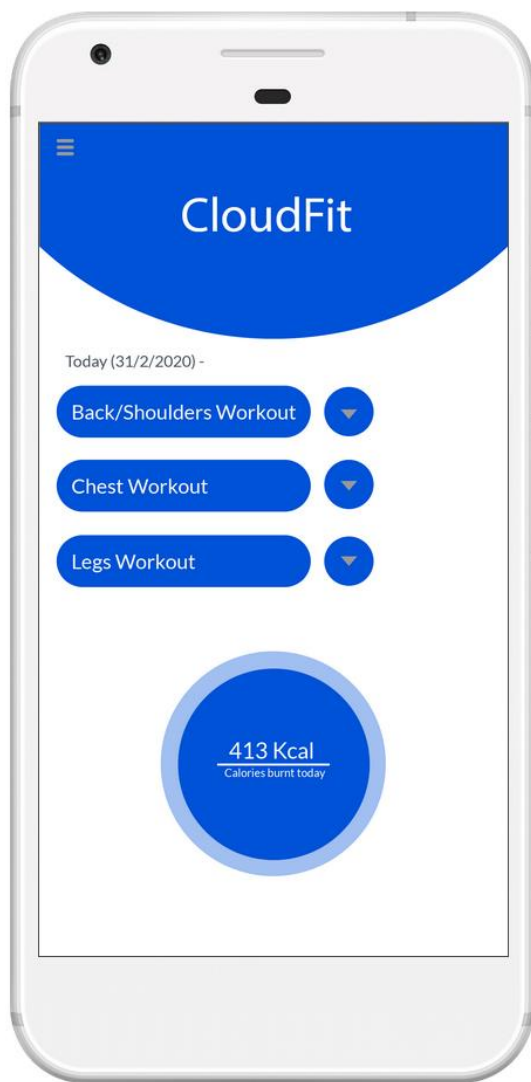 CloudFit
Today (31/2/2020) -
Back/Shoulders Workout
Chest Workout
Legs Workout
413 Kcal
Calories burnt today